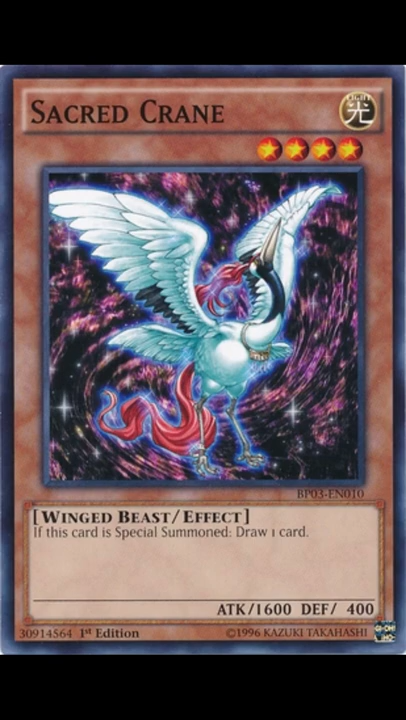 SACRED CRANE
LIGHT
光
BP03-EN010
[WINGED BEAST/EFFECT]
If this card is Special Summoned: Draw 1 card.
ATK/1600 DEF/ 400
30914564 1st Edition ©1996 KAZUKI TAKAHASHI